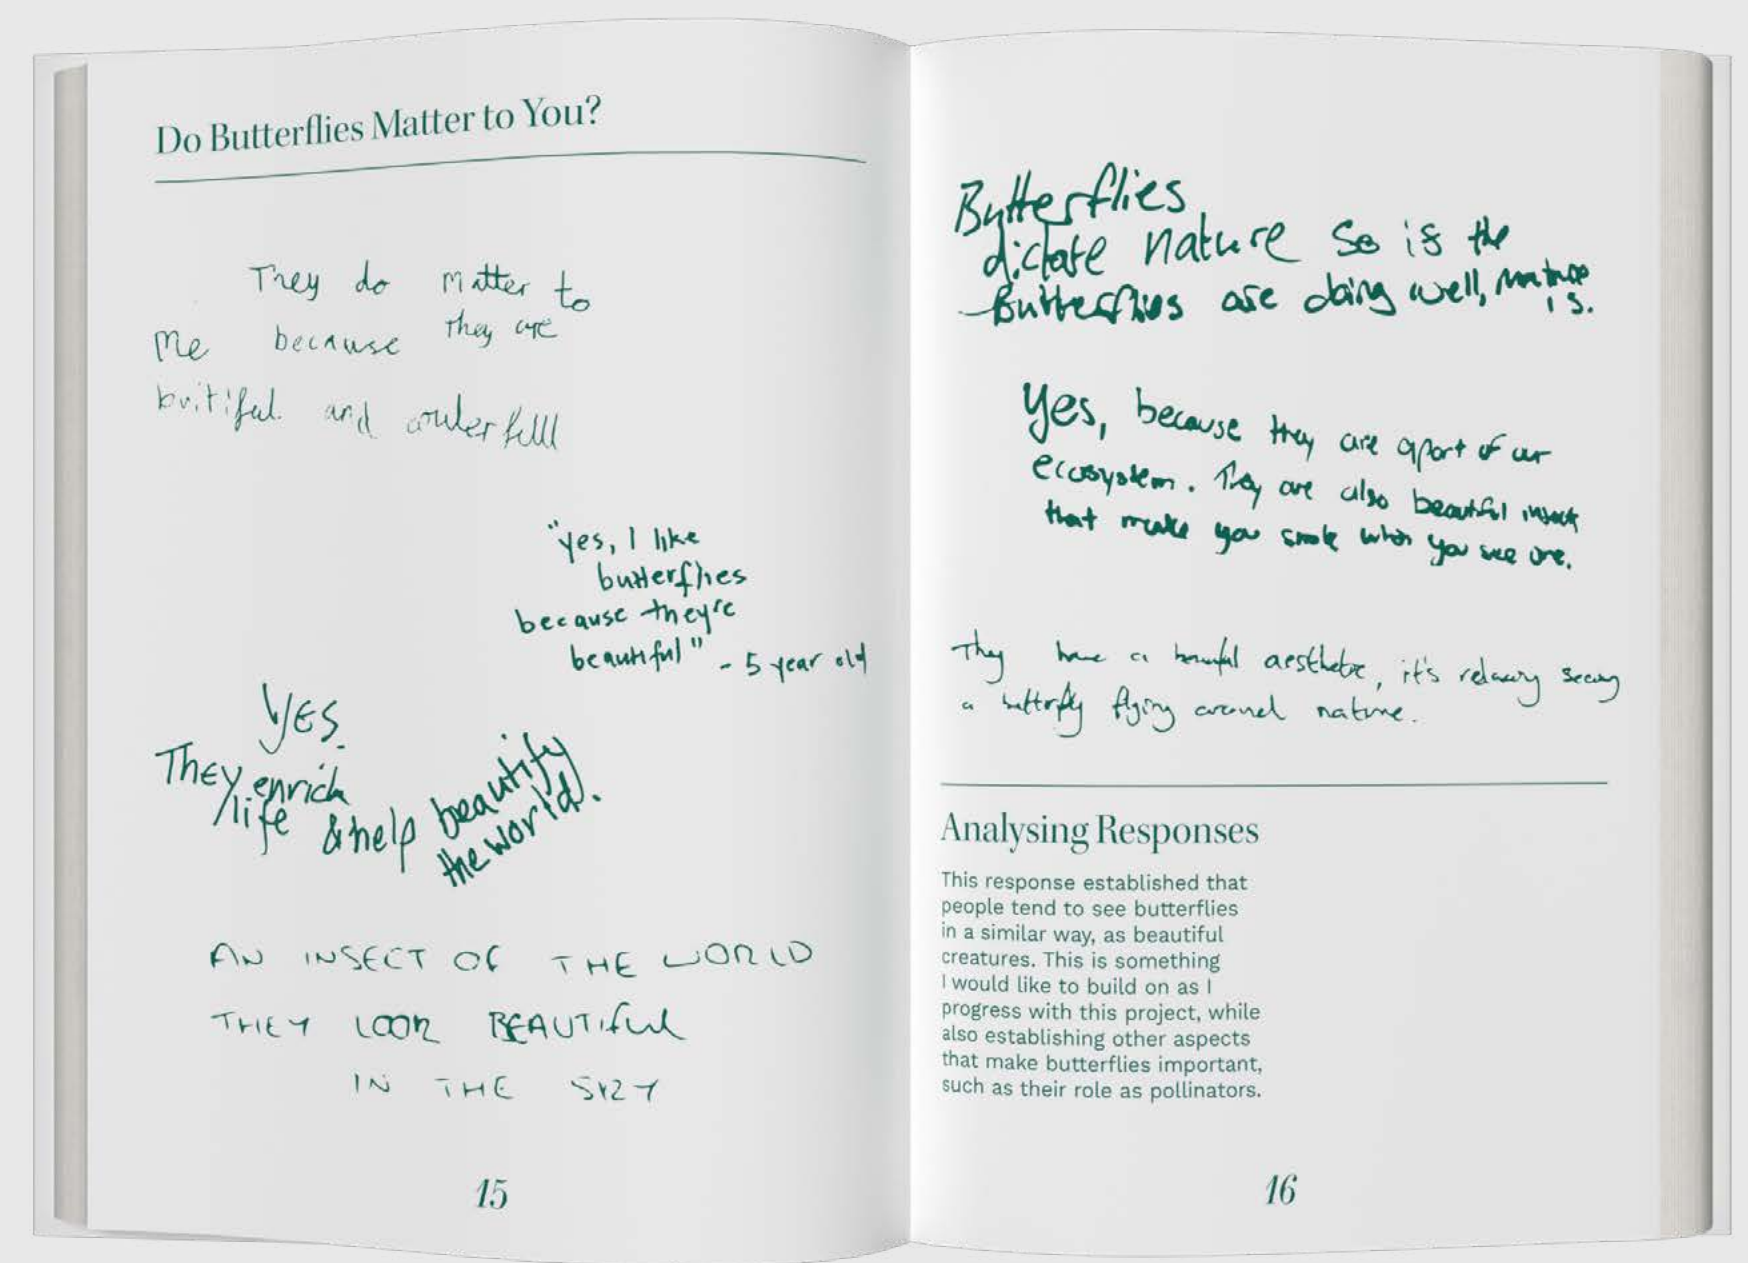 Do Butterflies Matter to You?
They do matter to
me because they are
buitiful and
"yes, I like
butterflies
because they're
beautiful" - 5 year old
YES.
They enrich
life & help beautify
the world.
AN INSECT OF THE WORLD
THEY LOOK BEAUTIFUL
IN THE SKY
15
Butterflies
dictate nature so is the
Butterflies are doing well, nature
is.
Yes, because they are apart of our
ecosystem. They are also beautiful insects
that make you smile when you see one.
They have a beautiful aesthetic, it's relaxing seeing
a butterfly flying around nature.
Analysing Responses
This response established that
people tend to see butterflies
in a similar way, as beautiful
creatures. This is something
I would like to build on as I
progress with this project, while
also establishing other aspects
that make butterflies important,
such as their role as pollinators.
16